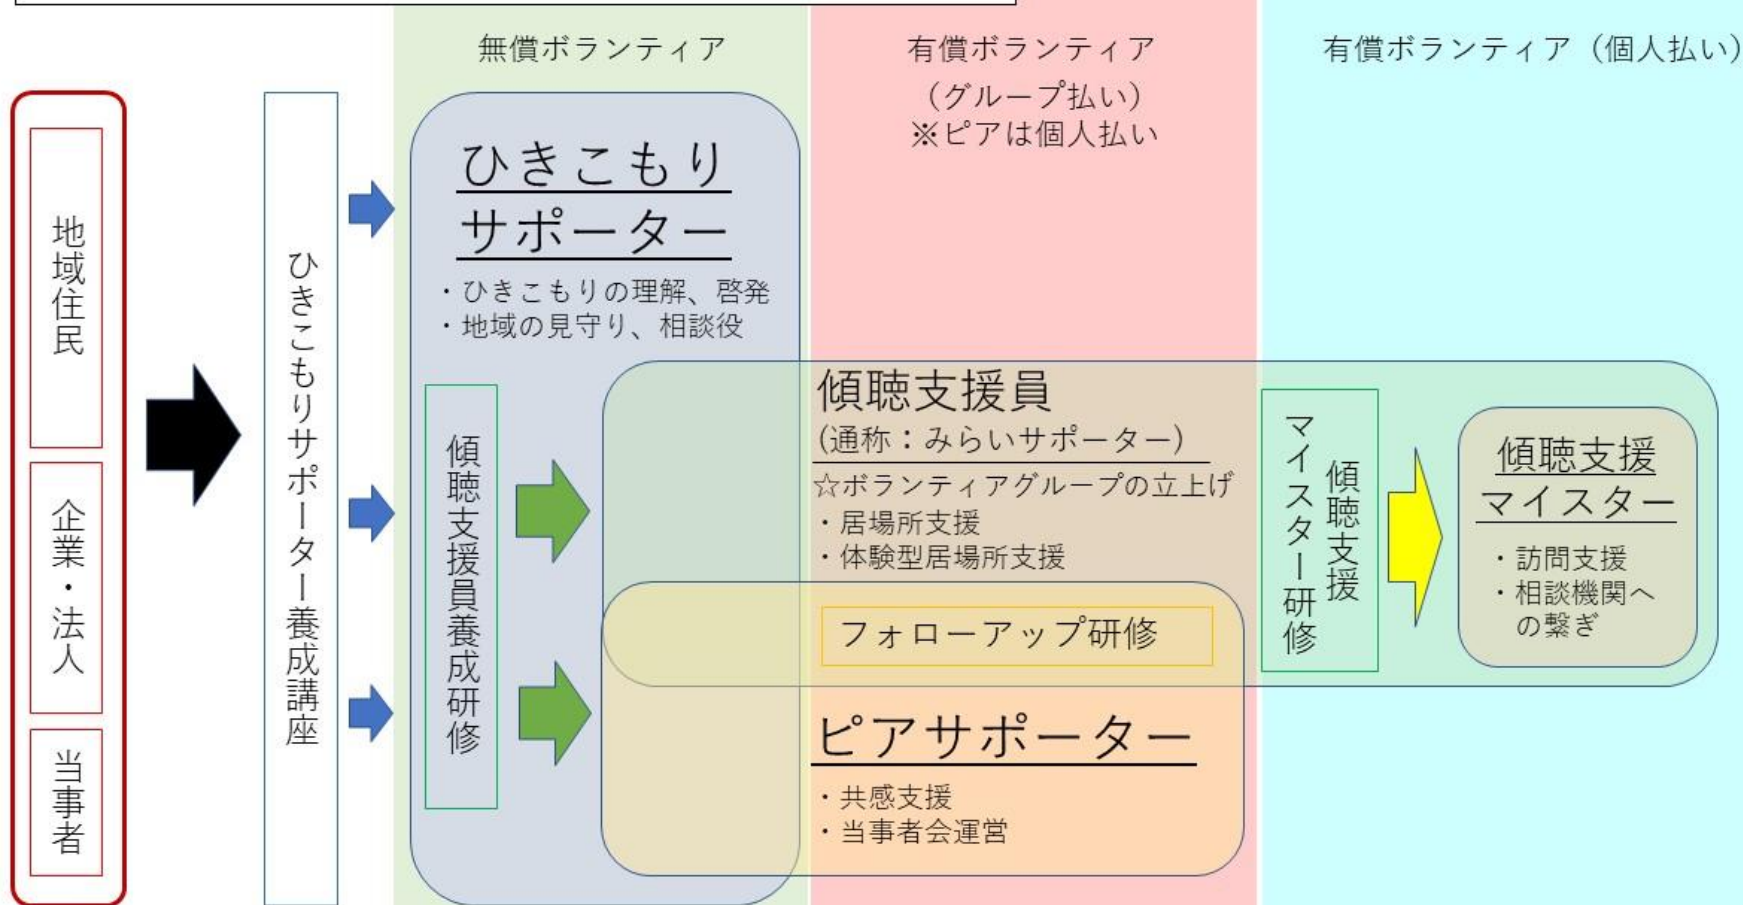 無償ボランティア
有償ボランティア
（グループ払い）
※ピアは個人払い
有償ボランティア（個人払い）
地域住民
企業・法人
当事者
ひきこもりサポーター養成講座
ひきこもり
サポーター
・ひきこもりの理解、啓発
・地域の見守り、相談役
傾聴支援員養成研修
傾聴支援員
(通称：みらいサポーター)
☆ボランティアグループの立上げ
・居場所支援
・体験型居場所支援
フォローアップ研修
ピアサポーター
・共感支援
・当事者会運営
傾聴支援
マイスター研修
傾聴支援
マイスター
・訪問支援
・相談機関へ
の繋ぎ